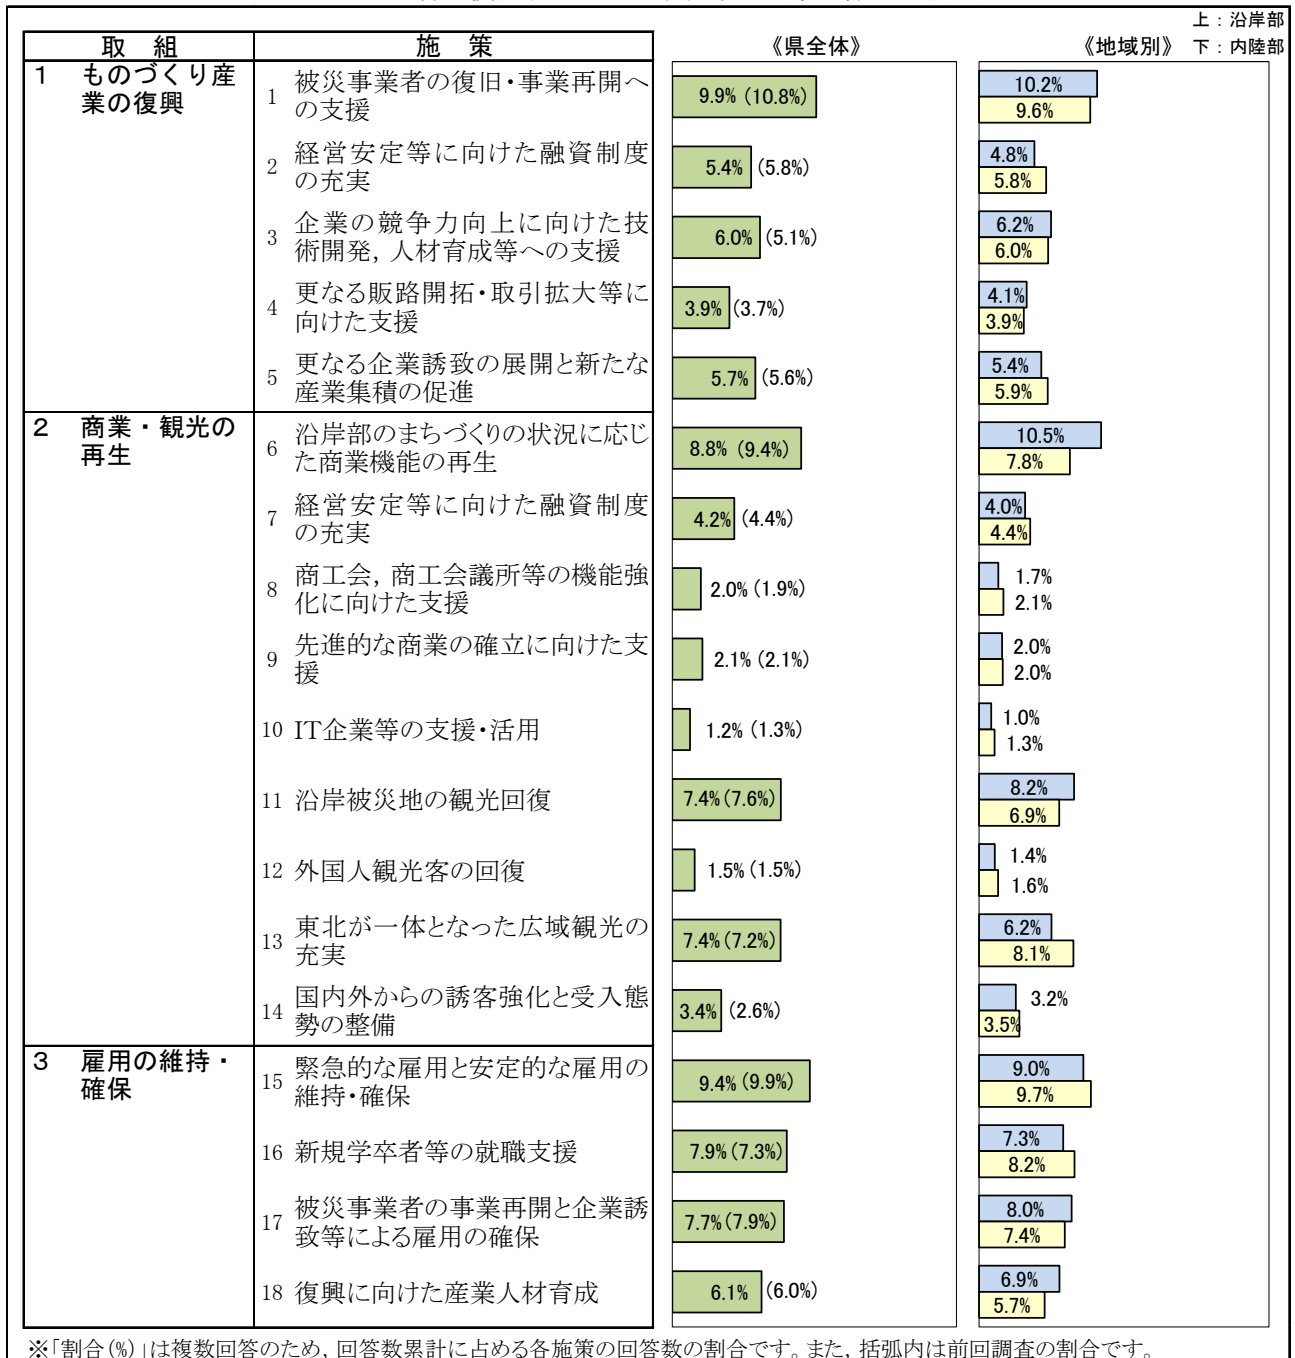 上：沿岸部
取　組　施　策　《県全体》　《地域別》　下：内陸部
1　ものづくり産
業の復興
1　被災事業者の復旧・事業再開へ
の支援
9.9% (10.8%)
10.2%
9.6%
2　経営安定等に向けた融資制度
の充実
5.4% (5.8%)
4.8%
5.8%
3　企業の競争力向上に向けた技
術開発，人材育成等への支援
6.0% (5.1%)
6.2%
6.0%
4　更なる販路開拓・取引拡大等に
向けた支援
3.9% (3.7%)
4.1%
3.9%
5　更なる企業誘致の展開と新たな
産業集積の促進
5.7% (5.6%)
5.4%
5.9%
2　商業・観光の
再生
6　沿岸部のまちづくりの状況に応じ
た商業機能の再生
8.8% (9.4%)
10.5%
7.8%
7　経営安定等に向けた融資制度
の充実
4.2% (4.4%)
4.0%
4.4%
8　商工会，商工会議所等の機能強
化に向けた支援
2.0% (1.9%)
1.7%
2.1%
9　先進的な商業の確立に向けた支
援
2.1% (2.1%)
2.0%
2.0%
10　IT企業等の支援・活用
1.2% (1.3%)
1.0%
1.3%
11　沿岸被災地の観光回復
7.4% (7.6%)
8.2%
6.9%
12　外国人観光客の回復
1.5% (1.5%)
1.4%
1.6%
13　東北が一体となった広域観光の
充実
7.4% (7.2%)
6.2%
8.1%
14　国内外からの誘客強化と受入態
勢の整備
3.4% (2.6%)
3.2%
3.5%
3　雇用の維持・
確保
15　緊急的な雇用と安定的な雇用の
維持・確保
9.4% (9.9%)
9.0%
9.7%
16　新規学卒者等の就職支援
7.9% (7.3%)
7.3%
8.2%
17　被災事業者の事業再開と企業誘
致等による雇用の確保
7.7% (7.9%)
8.0%
7.4%
18　復興に向けた産業人材育成
6.1% (6.0%)
6.9%
5.7%
※「割合(%)」は複数回答のため，回答数累計に占める各施策の回答数の割合です。また，括弧内は前回調査の割合です。